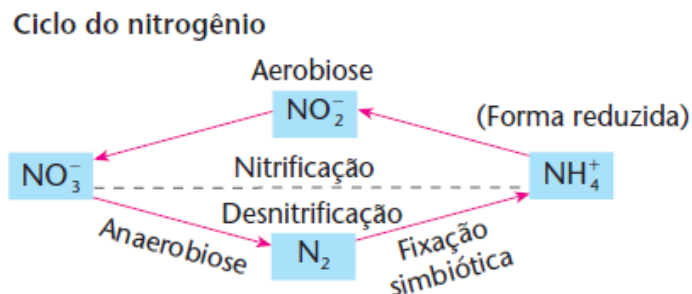 Ciclo do nitrogênio
Aerobiose
NO₂⁻
(Forma reduzida)
NO₃⁻
Nitrificação
NH₄⁺
Desnitrificação
Anaerobiose
N₂
Fixação
simbiótica